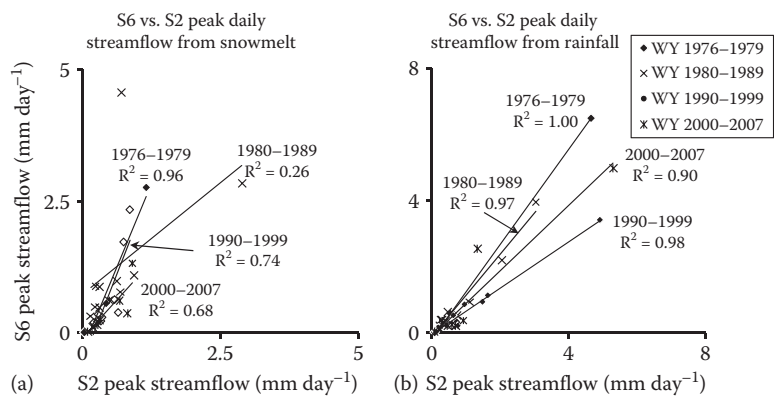 S6 vs. S2 peak daily
streamflow from snowmelt
S6 peak streamflow (mm day⁻¹)
5
2.5
0
1976–1979
R² = 0.96
1980–1989
R² = 0.26
1990–1999
R² = 0.74
2000–2007
R² = 0.68
0
2.5
5
(a)
S2 peak streamflow (mm day⁻¹)
S6 vs. S2 peak daily
streamflow from rainfall
WY 1976–1979
WY 1980–1989
WY 1990–1999
WY 2000–2007
8
4
0
1976–1979
R² = 1.00
1980–1989
R² = 0.97
2000–2007
R² = 0.90
1990–1999
R² = 0.98
0
4
8
(b)
S2 peak streamflow (mm day⁻¹)